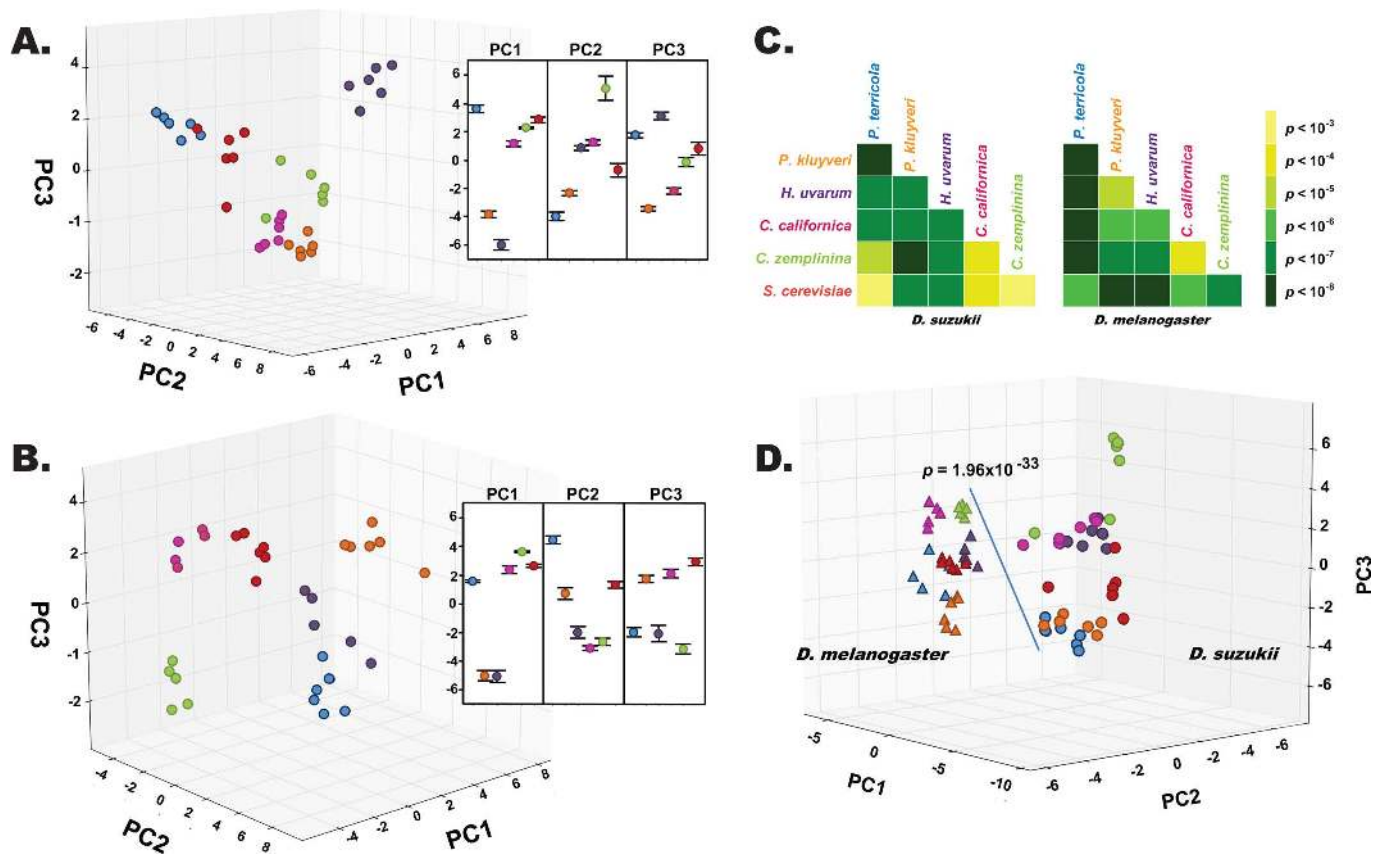 A.
PC1 PC2 PC3
6
4
2
0
-2
-4
-6
4
2
0
-1
-2
PC3
-6 -4 -2 0 2 4 6 8
PC2
-6 -4 -2 0 2 4 6 8
PC1
B.
PC1 PC2 PC3
6
4
2
0
-2
-4
-6
4
2
0
-1
-2
PC3
-4 -2 0 2 4 6 8
PC2
-4 -2 0 2 4 6 8
PC1
C.
P. terricola
P. kluyveri
H. uvarum
C. californica
C. zemplinina
P. terricola
P. kluyveri
H. uvarum
C. californica
C. zemplinina
P. kluyveri
H. uvarum
C. californica
C. zemplinina
S. cerevisiae
D. suzukii
D. melanogaster
p < 10-3
p < 10-4
p < 10-5
p < 10-6
p < 10-7
p < 10-8
D.
p = 1.96x10 -33
D. melanogaster
D. suzukii
6
4
2
0
-2
-4
-6
PC3
-5 0 -5 -10
PC1
-6 -4 -2 0 -2 -4 -6
PC2